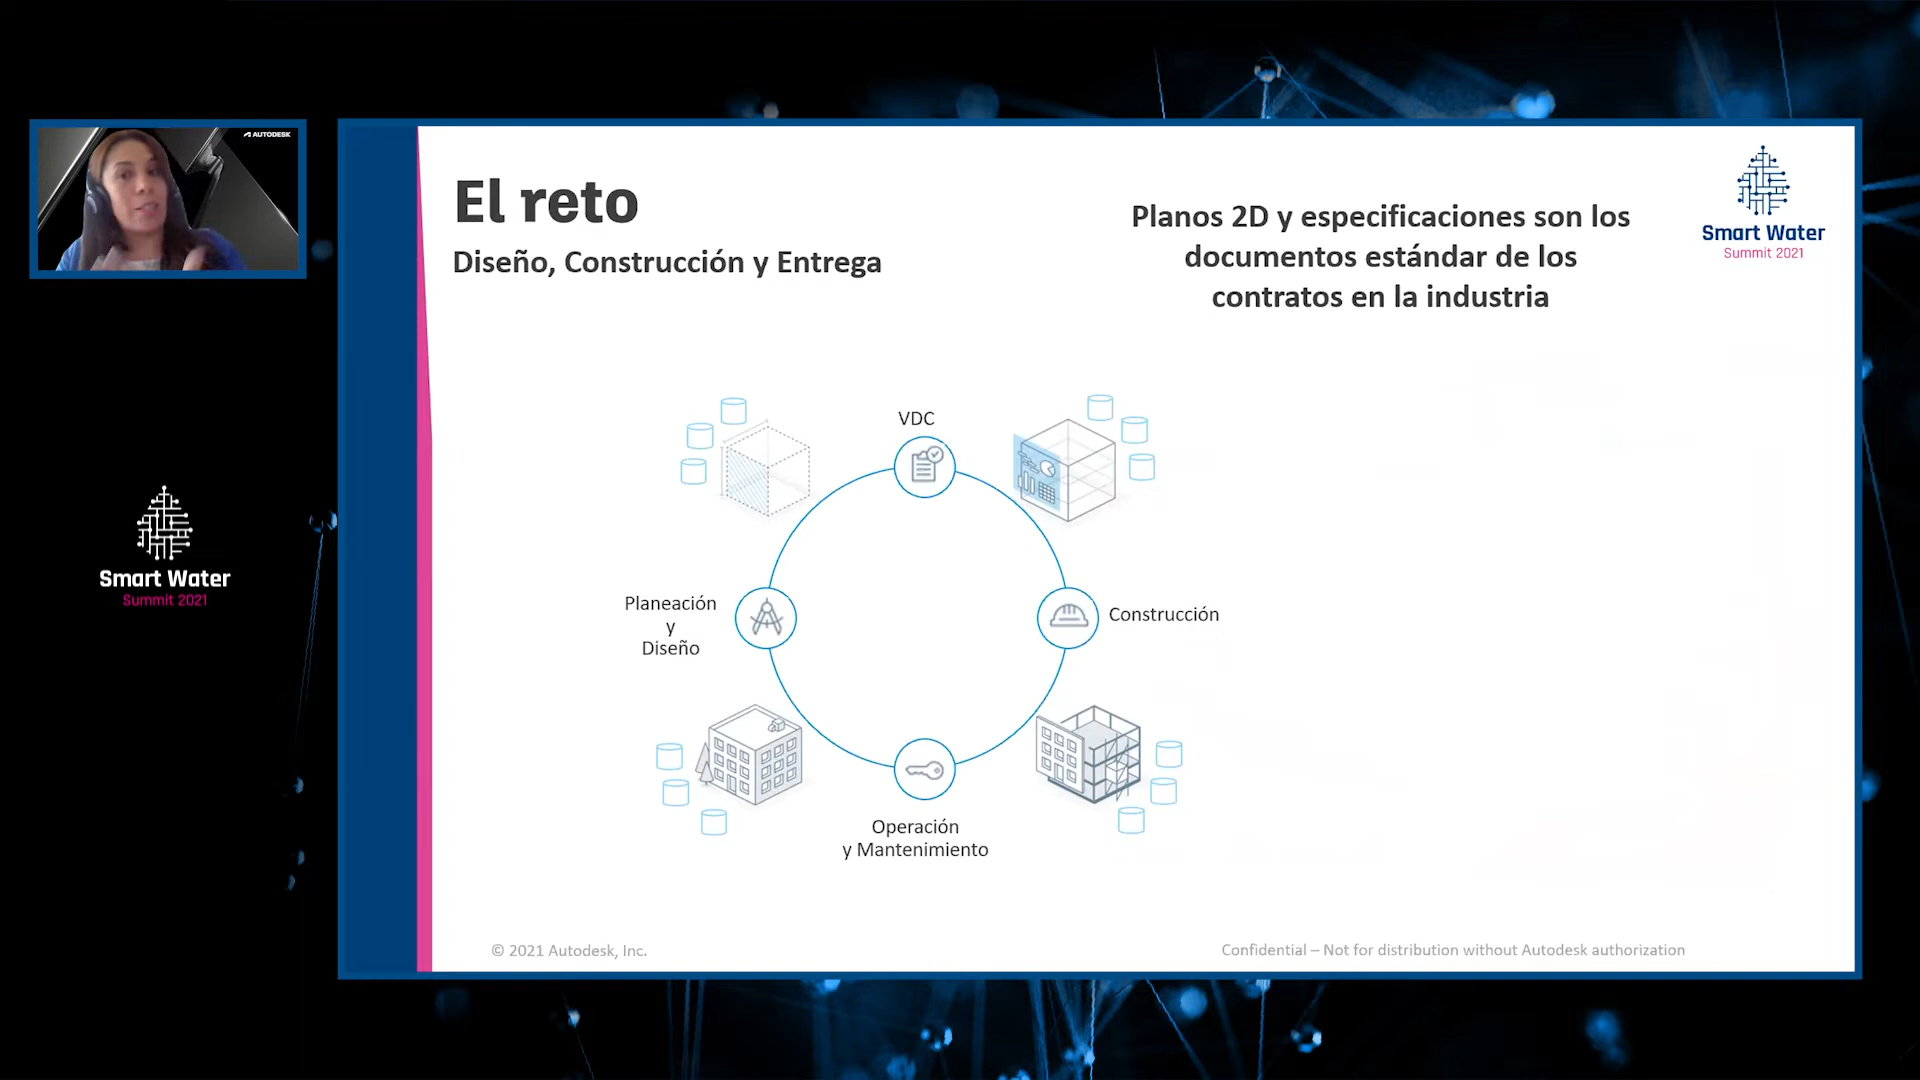 AUTODESK
El reto
Diseño, Construcción y Entrega
Planos 2D y especificaciones son los
documentos estándar de los
contratos en la industria
Smart Water
Summit 2021
VDC
Planeación
y
Diseño
Construcción
Operación
y Mantenimiento
© 2021 Autodesk, Inc.
Confidential – Not for distribution without Autodesk authorization
Smart Water
Summit 2021